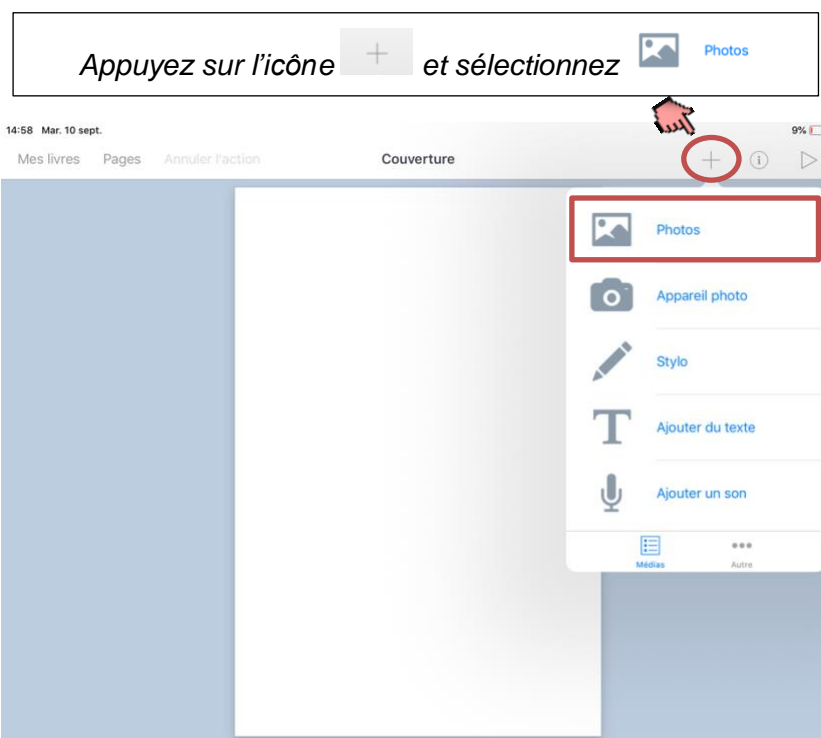 Appuyez sur l’icône + et sélectionnez Photos
14:58 Mar. 10 sept. 9%
Mes livres Pages Annuler l'action Couverture
Photos
Appareil photo
Stylo
Ajouter du texte
Ajouter un son
Médias Autre